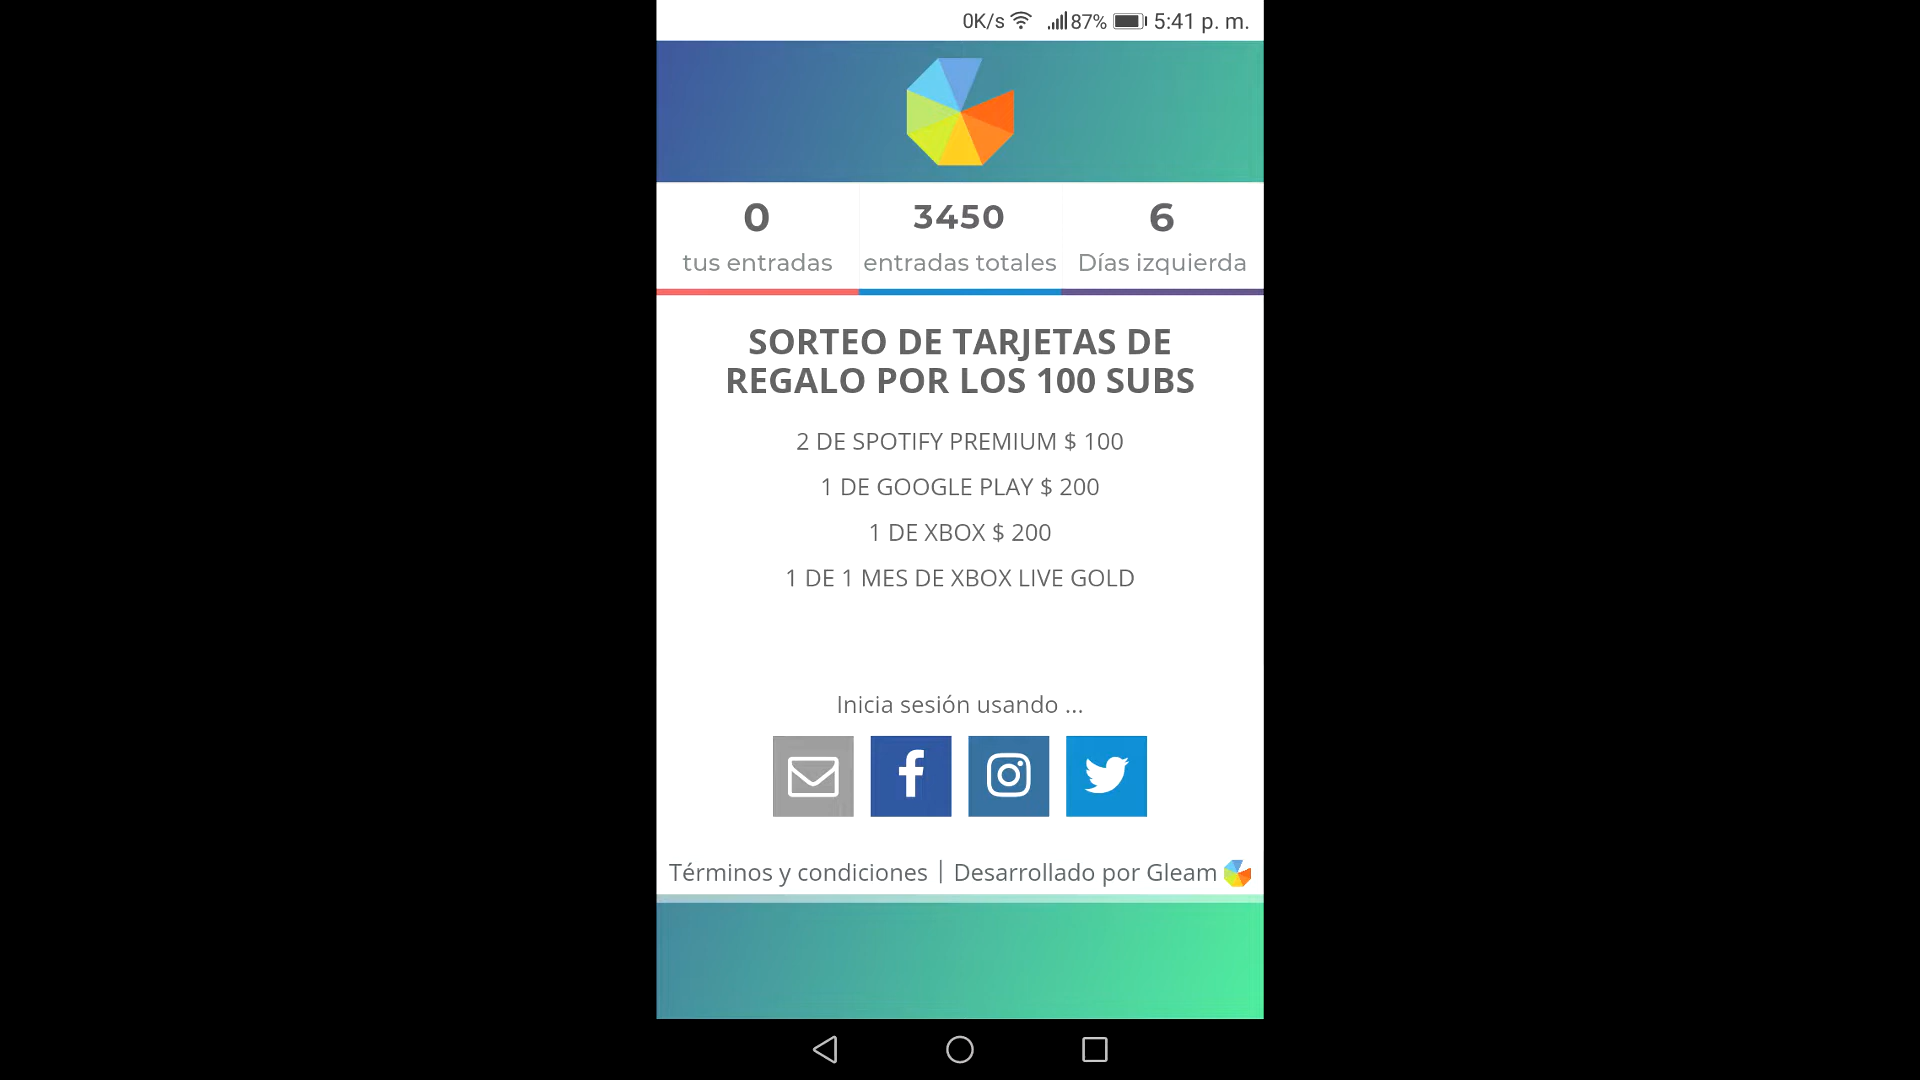 0K/s 87% 5:41 p. m.
0 3450 6
tus entradas entradas totales Días izquierda
SORTEO DE TARJETAS DE
REGALO POR LOS 100 SUBS
2 DE SPOTIFY PREMIUM $ 100
1 DE GOOGLE PLAY $ 200
1 DE XBOX $ 200
1 DE 1 MES DE XBOX LIVE GOLD
Inicia sesión usando ...
Términos y condiciones | Desarrollado por Gleam